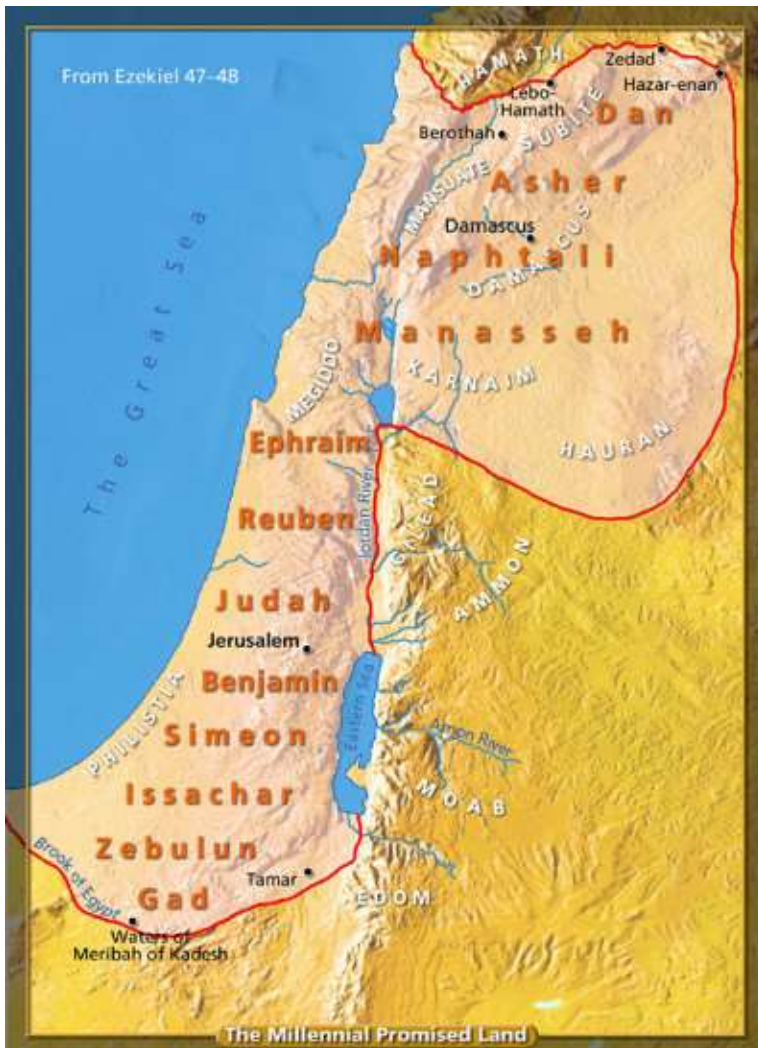 From Ezekiel 47–48
HAMATH
Zedad
Hazar-enan
Lebo-
Hamath
Dan
Berothah
SUBITE
MANSUATE
Asher
Damascus
Naphtali
DAMASCUS
The Great Sea
Manasseh
MEGIDDO
KARNAIM
HAURAN
Ephraim
Jordan River
GILEAD
Reuben
AMMON
Judah
Jerusalem
Benjamin
Eastern Sea
PHILISTIA
Simeon
Arnon River
Issachar
MOAB
Zebulun
Brook of Egypt
Tamar
Gad
EDOM
Waters of
Meribah of Kadesh
The Millennial Promised Land